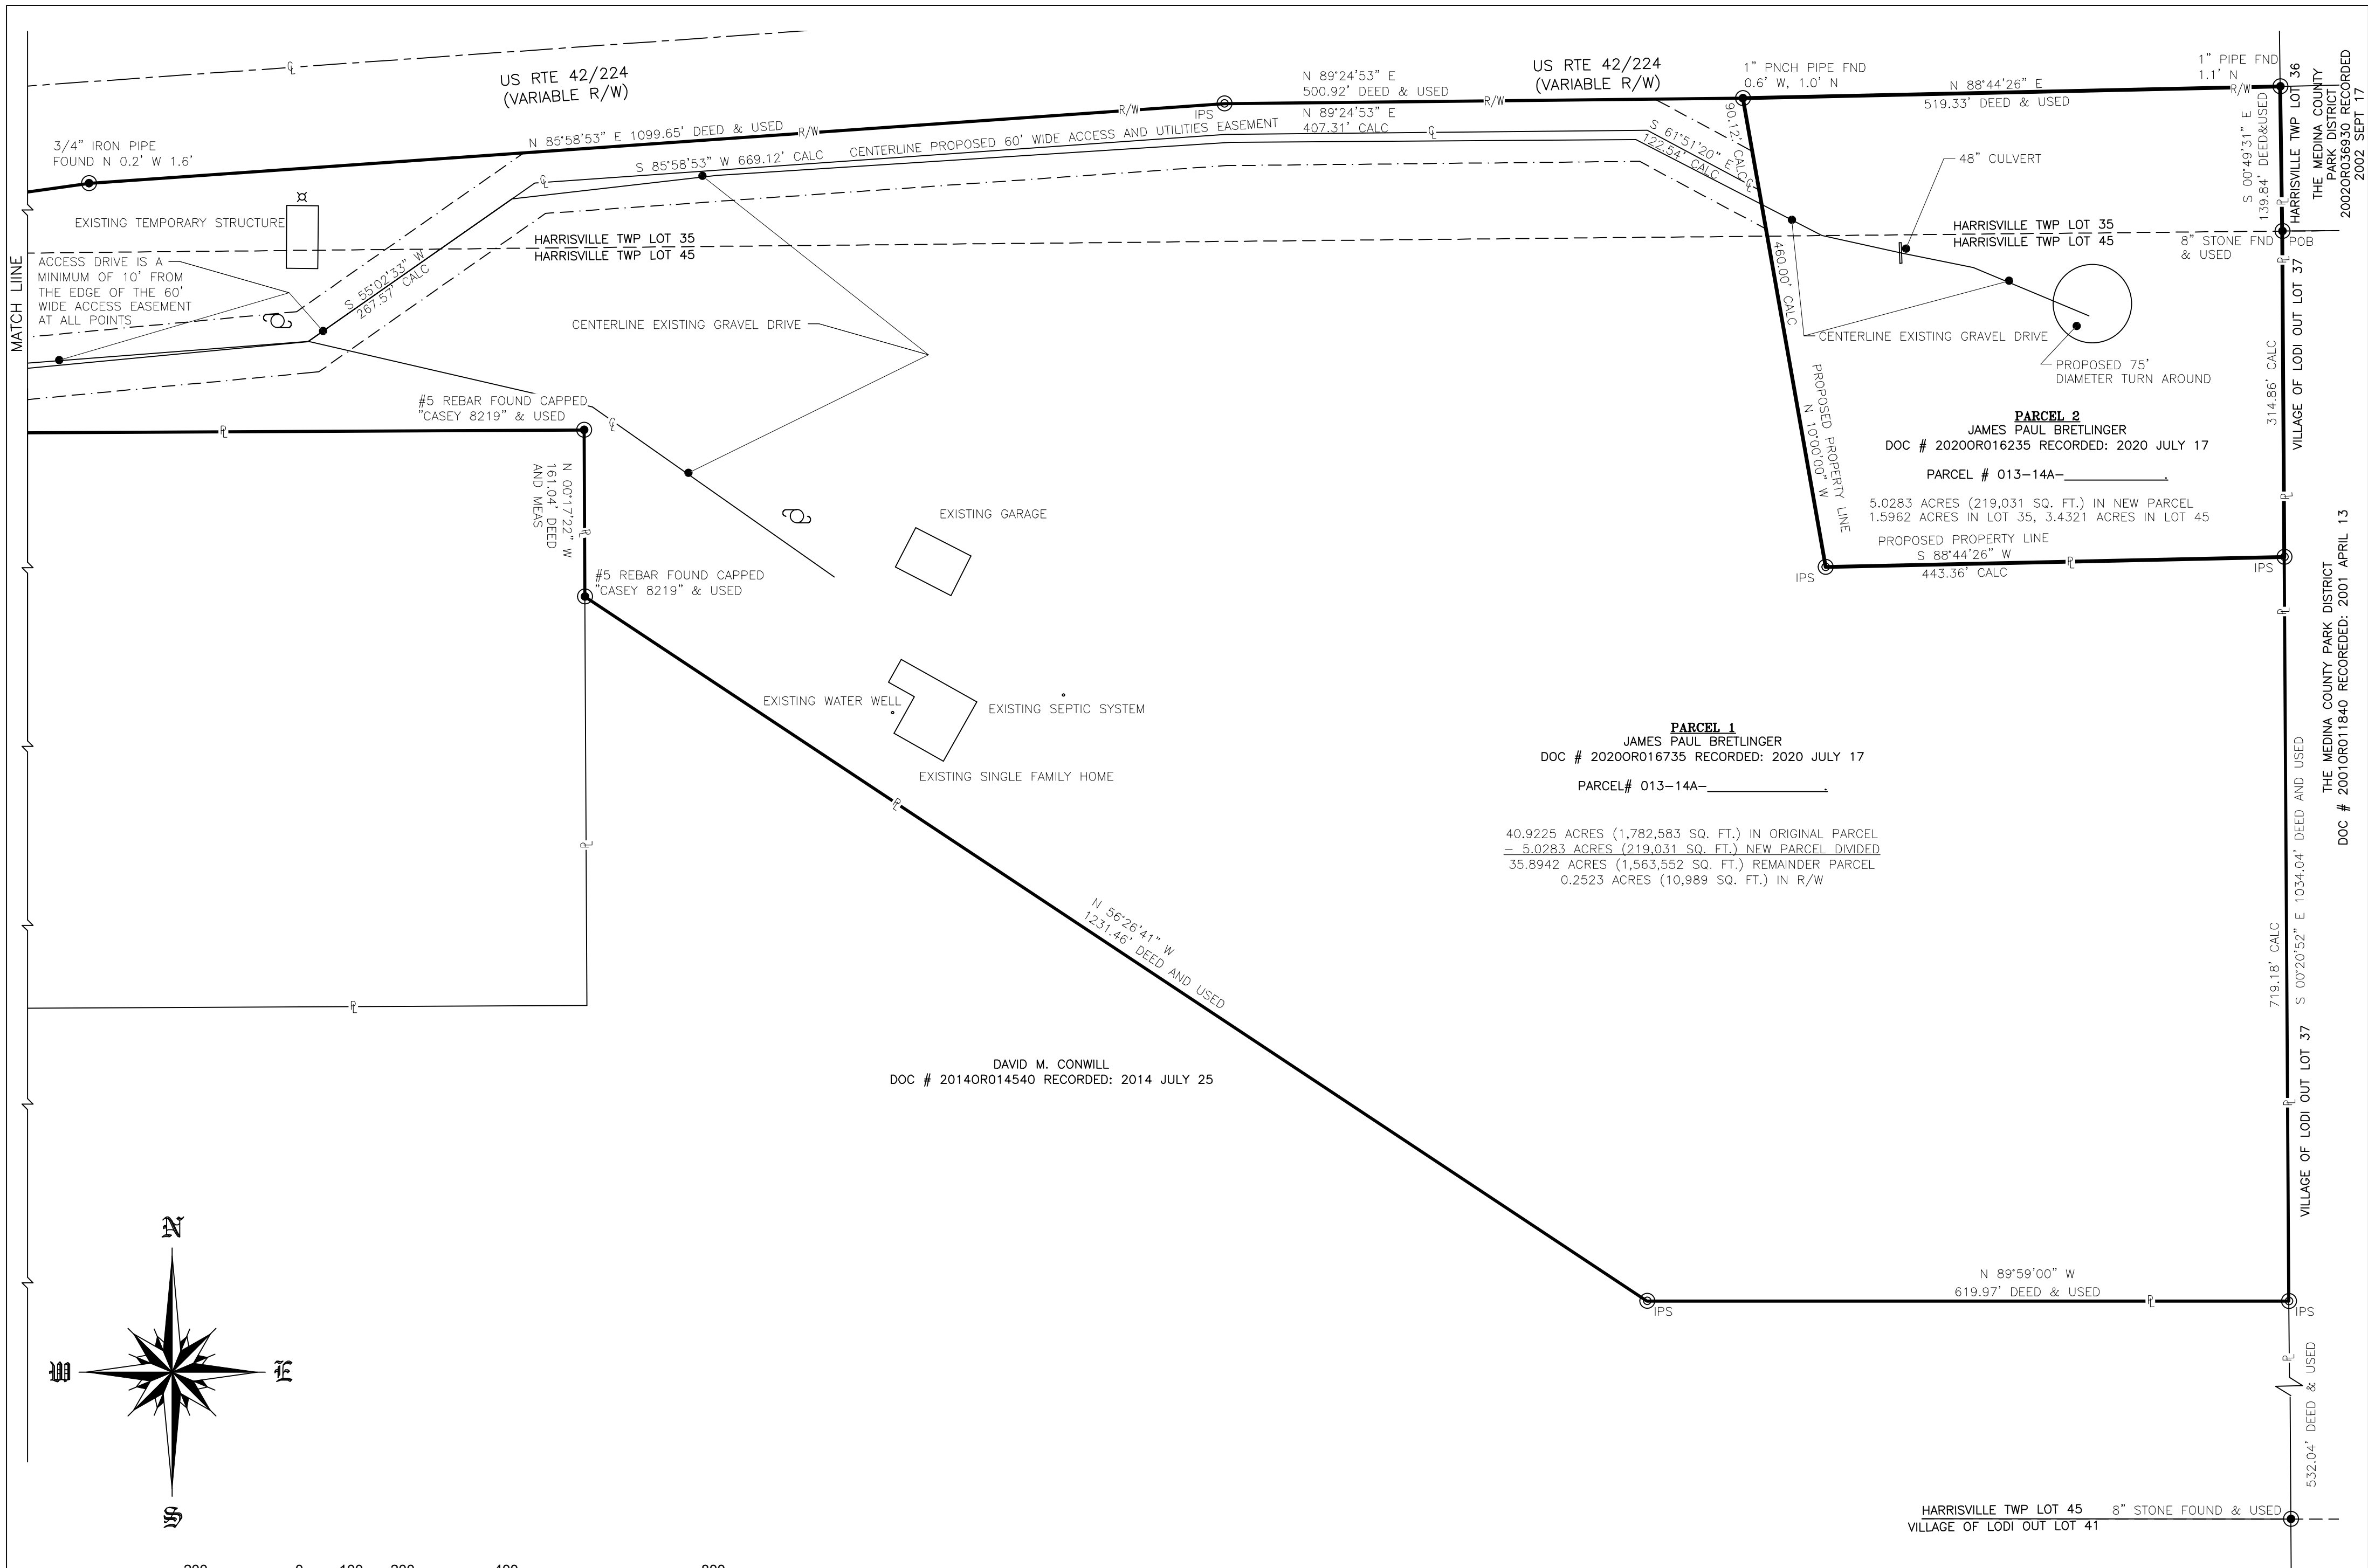 US RTE 42/224
(VARIABLE R/W)
N 85°58'53" E 1099.65' DEED & USED
R/W
R/W
3/4" IRON PIPE
FOUND N 0.2' W 1.6'
IPS
N 89°24'53" E
500.92' DEED & USED
N 89°24'53" E
407.31' CALC
R/W
US RTE 42/224
(VARIABLE R/W)
1" PNCH PIPE FND
0.6' W, 1.0' N
N 88°44'26" E
519.33' DEED & USED
R/W
1" PIPE FND
1.1' N
S 00°49'31" E
139.84' DEED&USED
HARRISVILLE TWP LOT 36
THE MEDINA COUNTY
PARK DISTRICT
2002OR036930 RECORDED
2002 SEPT 17
S 85°58'53" W 669.12' CALC
CENTERLINE PROPOSED 60' WIDE ACCESS AND UTILITIES EASEMENT
S 61°51'20" E
122.54' CALC
90.12' CALC
460.00' CALC
48" CULVERT
EXISTING TEMPORARY STRUCTURE
HARRISVILLE TWP LOT 35
HARRISVILLE TWP LOT 45
HARRISVILLE TWP LOT 35
HARRISVILLE TWP LOT 45
8" STONE FND
& USED
POB
ACCESS DRIVE IS A
MINIMUM OF 10' FROM
THE EDGE OF THE 60'
WIDE ACCESS EASEMENT
AT ALL POINTS
MATCH LIINE
S 55°02'33" W
267.57' CALC
CENTERLINE EXISTING GRAVEL DRIVE
CENTERLINE EXISTING GRAVEL DRIVE
PROPOSED 75'
DIAMETER TURN AROUND
314.86' CALC
VILLAGE OF LODI OUT LOT 37
#5 REBAR FOUND CAPPED
"CASEY 8219" & USED
N 00°17'22" W
161.04' DEED
AND MEAS
PROPOSED PROPERTY LINE
N 10°00'00" W
PARCEL 2
JAMES PAUL BRETLINGER
DOC # 2020OR016235 RECORDED: 2020 JULY 17
PARCEL # 013-14A-______________.
5.0283 ACRES (219,031 SQ. FT.) IN NEW PARCEL
1.5962 ACRES IN LOT 35, 3.4321 ACRES IN LOT 45
PROPOSED PROPERTY LINE
S 88°44'26" W
443.36' CALC
IPS
IPS
EXISTING GARAGE
#5 REBAR FOUND CAPPED
"CASEY 8219" & USED
EXISTING WATER WELL
EXISTING SEPTIC SYSTEM
EXISTING SINGLE FAMILY HOME
PARCEL 1
JAMES PAUL BRETLINGER
DOC # 2020OR016735 RECORDED: 2020 JULY 17
PARCEL# 013-14A-________________.
40.9225 ACRES (1,782,583 SQ. FT.) IN ORIGINAL PARCEL
- 5.0283 ACRES (219,031 SQ. FT.) NEW PARCEL DIVIDED
35.8942 ACRES (1,563,552 SQ. FT.) REMAINDER PARCEL
0.2523 ACRES (10,989 SQ. FT.) IN R/W
THE MEDINA COUNTY PARK DISTRICT
DOC # 2001OR011840 RECOREDED: 2001 APRIL 13
719.18' CALC
S 00°20'52" E 1034.04' DEED AND USED
VILLAGE OF LODI OUT LOT 37
N 56°26'41" W
1231.46' DEED AND USED
DAVID M. CONWILL
DOC # 2014OR014540 RECORDED: 2014 JULY 25
N 89°59'00" W
619.97' DEED & USED
IPS
IPS
N
W
E
S
532.04' DEED & USED
HARRISVILLE TWP LOT 45
VILLAGE OF LODI OUT LOT 41
8" STONE FOUND & USED
200 0 100 200 400 800